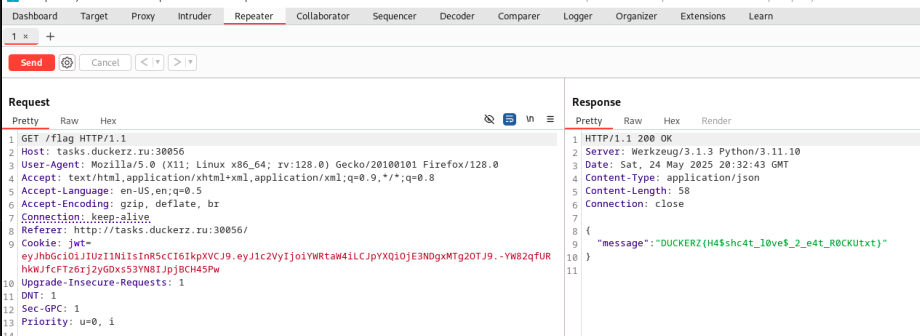 Dashboard Target Proxy Intruder Repeater Collaborator Sequencer Decoder Comparer Logger Organizer Extensions Learn
1 × +
Send Cancel < >
Request
Pretty Raw Hex \n
1 GET /flag HTTP/1.1
2 Host: tasks.duckerz.ru:30056
3 User-Agent: Mozilla/5.0 (X11; Linux x86_64; rv:128.0) Gecko/20100101 Firefox/128.0
4 Accept: text/html,application/xhtml+xml,application/xml;q=0.9,*/*;q=0.8
5 Accept-Language: en-US,en;q=0.5
6 Accept-Encoding: gzip, deflate, br
7 Connection: keep-alive
8 Referer: http://tasks.duckerz.ru:30056/
9 Cookie: jwt=
eyJhbGciOiJIUzI1NiIsInR5cCI6IkpXVCJ9.eyJ1c2VyIjoiYWRtaW4iLCJpYXQiOjE3NDgxMTg2OTJ9.-YW82qfUR
hkWJfcFTz6rj2yGDxs53YN8IJpjBCH45Pw
10 Upgrade-Insecure-Requests: 1
11 DNT: 1
12 Sec-GPC: 1
13 Priority: u=0, i
Response
Pretty Raw Hex Render
1 HTTP/1.1 200 OK
2 Server: Werkzeug/3.1.3 Python/3.11.10
3 Date: Sat, 24 May 2025 20:32:43 GMT
4 Content-Type: application/json
5 Content-Length: 58
6 Connection: close
7
8 {
9 "message":"DUCKERZ{H4$shc4t_l0ve$_2_e4t_R0CKUtxt}"
10 }
11